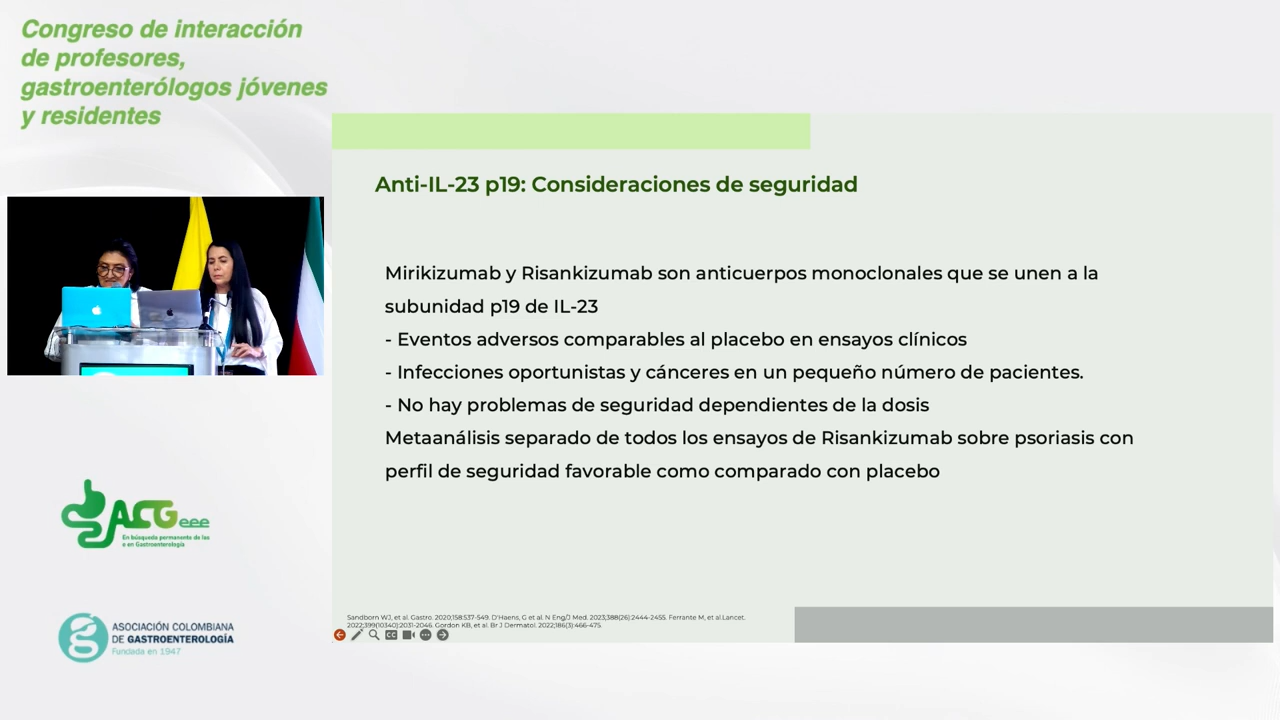 Congreso de interacción
de profesores,
gastroenterólogos jóvenes
y residentes
Anti-IL-23 p19: Consideraciones de seguridad
Mirikizumab y Risankizumab son anticuerpos monoclonales que se unen a la
subunidad p19 de IL-23
- Eventos adversos comparables al placebo en ensayos clínicos
- Infecciones oportunistas y cánceres en un pequeño número de pacientes.
- No hay problemas de seguridad dependientes de la dosis
Metaanálisis separado de todos los ensayos de Risankizumab sobre psoriasis con
perfil de seguridad favorable como comparado con placebo
Sandborn WJ, et al. Gastro. 2020;158:537-549. D'Haens, G et al. N Eng/J Med. 2023;388(26):2444-2455. Ferrante M, et al.Lancet.
2022;399(10340):2031-2046. Gordon KB, et al. Br J Dermatol. 2022;186(3):466-475.
CC
ACG eee
En búsqueda permanente de las
e en Gastroenterología
ASOCIACIÓN COLOMBIANA
DE GASTROENTEROLOGÍA
Fundada en 1947